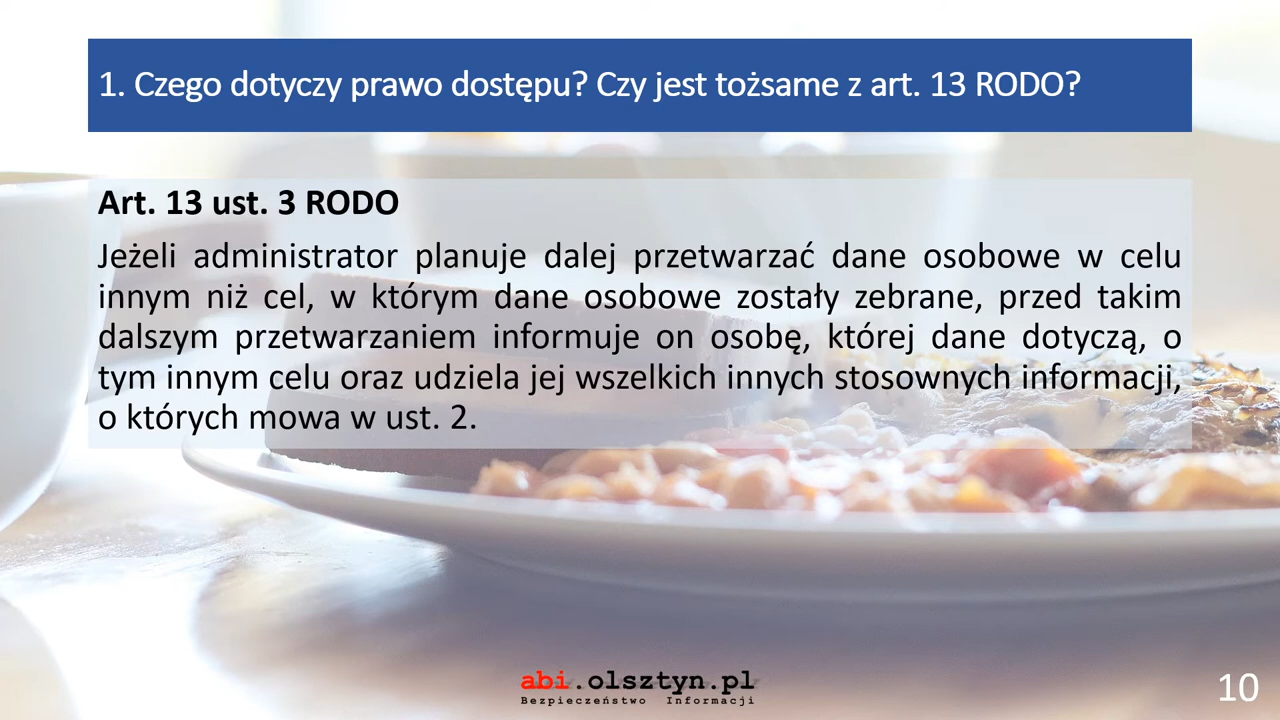 1. Czego dotyczy prawo dostępu? Czy jest tożsame z art. 13 RODO?
Art. 13 ust. 3 RODO
Jeżeli administrator planuje dalej przetwarzać dane osobowe w celu
innym niż cel, w którym dane osobowe zostały zebrane, przed takim
dalszym przetwarzaniem informuje on osobę, której dane dotyczą, o
tym innym celu oraz udziela jej wszelkich innych stosownych informacji,
o których mowa w ust. 2.
abi.olsztyn.pl
Bezpieczeństwo Informacji
10